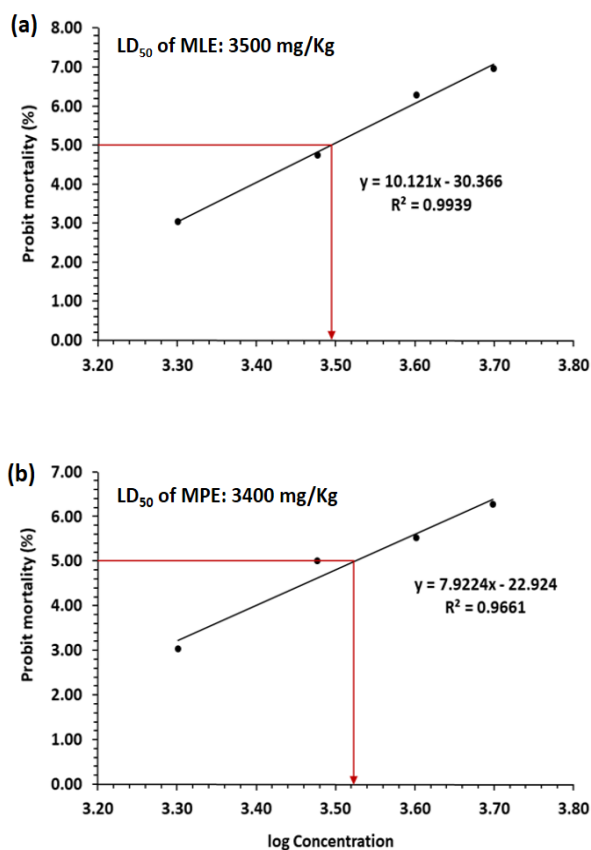 (a)
LD50 of MLE: 3500 mg/Kg
8.00
7.00
6.00
5.00
4.00
3.00
2.00
1.00
0.00
Probit mortality (%)
y = 10.121x - 30.366
R² = 0.9939
3.20 3.30 3.40 3.50 3.60 3.70 3.80
(b)
LD50 of MPE: 3400 mg/Kg
7.00
6.00
5.00
4.00
3.00
2.00
1.00
0.00
Probit mortality (%)
y = 7.9224x - 22.924
R² = 0.9661
3.20 3.30 3.40 3.50 3.60 3.70 3.80
log Concentration